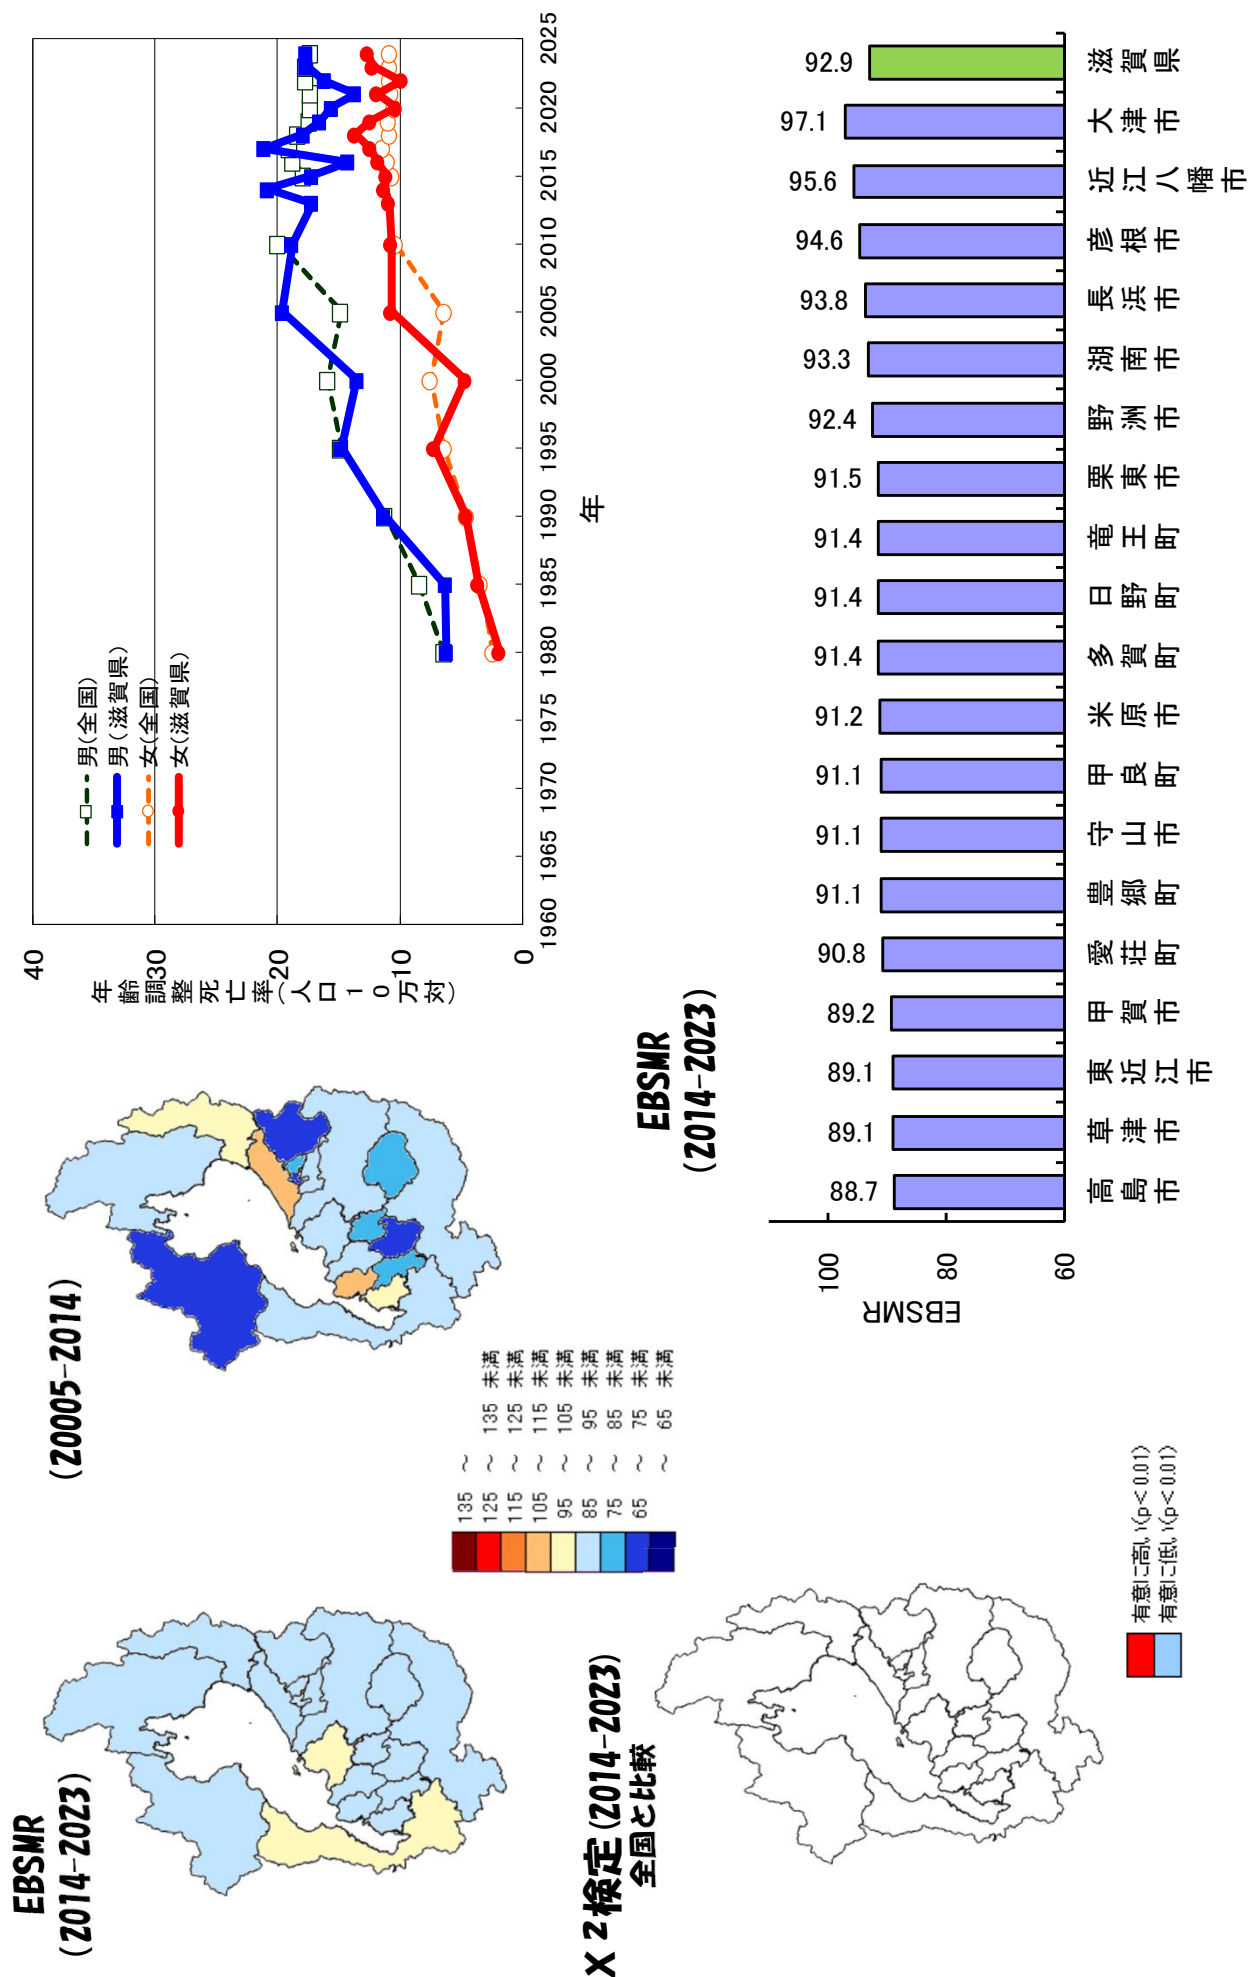 EBSMR
(2014-2023)
(20005-2014)
135 ～
125 ～ 135 未満
115 ～ 125 未満
105 ～ 115 未満
95 ～ 105 未満
85 ～ 95 未満
75 ～ 85 未満
65 ～ 75 未満
～ 65 未満
年齢調整死亡率(人口１０万対)
40
30
20
10
0
男(全国)
男(滋賀県)
女(全国)
女(滋賀県)
1960 1965 1970 1975 1980 1985 1990 1995 2000 2005 2010 2015 2020 2025
年
X²検定(2014-2023)
全国と比較
有意に高い(p<0.01)
有意に低い(p<0.01)
EBSMR
(2014-2023)
EBSMR
100
80
60
88.7 89.1 89.1 89.2 90.8 91.1 91.1 91.1 91.2 91.4 91.4 91.4 91.5 92.4 93.3 93.8 94.6 95.6 97.1 92.9
高島市
草津市
東近江市
甲賀市
愛荘町
豊郷町
守山市
甲良町
米原市
多賀町
日野町
竜王町
栗東市
野洲市
湖南市
長浜市
彦根市
近江八幡市
大津市
滋賀県